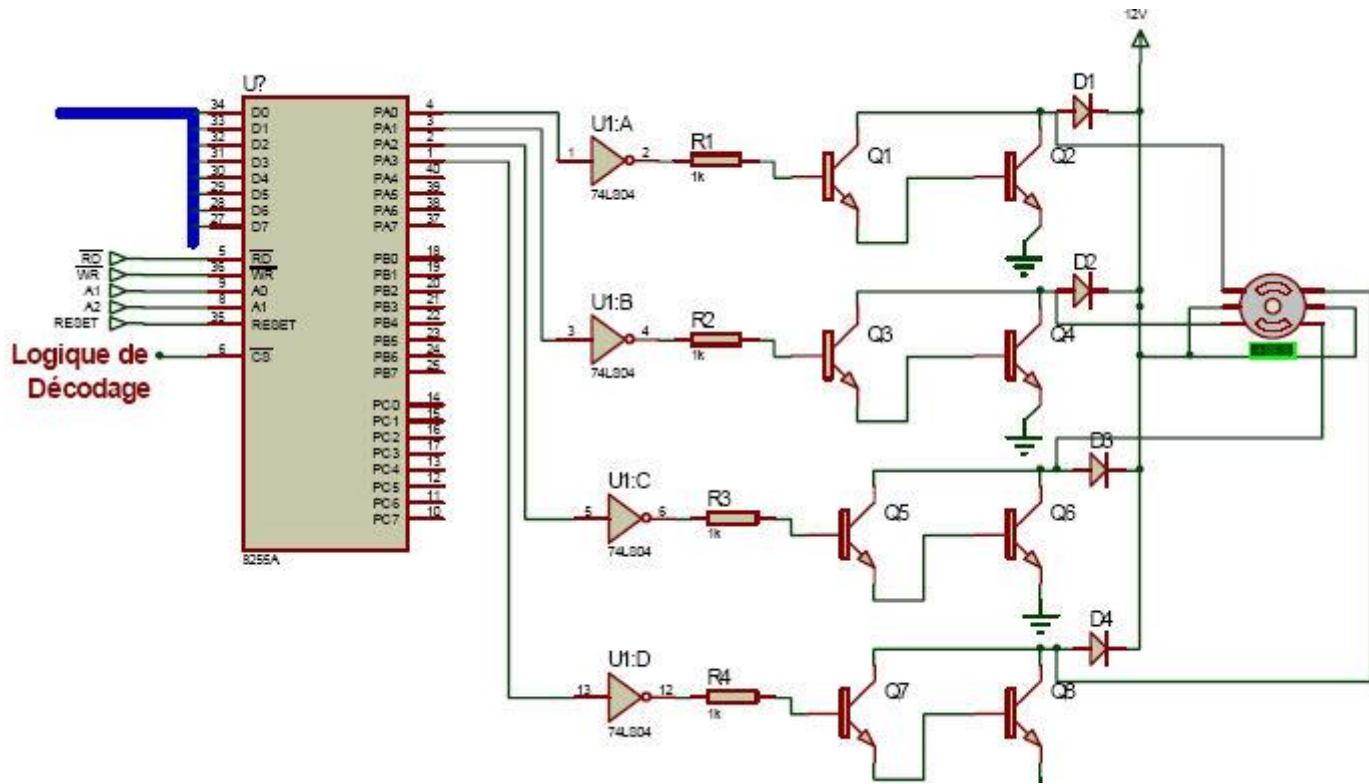 12V
U?
34 D0 PA0 4
33 D1 PA1 3
32 D2 PA2 2
31 D3 PA3 1
30 D4 PA4 40
29 D5 PA5 39
28 D6 PA6 38
27 D7 PA7 37
RD 5 RD PB0 18
WR 36 WR PB1 19
A1 9 A0 PB2 20
A2 8 A1 PB3 21
RESET 35 RESET PB4 22
PB5 23
Logique de 6 CS PB6 24
Décodage PB7 25
PC0 14
PC1 15
PC2 16
PC3 17
PC4 13
PC5 12
PC6 11
PC7 10
8255A
U1:A
1 2
74LS04
R1
1k
Q1
Q2
D1
U1:B
3 4
74LS04
R2
1k
Q3
Q4
D2
U1:C
5 6
74LS04
R3
1k
Q5
Q6
D3
U1:D
13 12
74LS04
R4
1k
Q7
Q8
D4